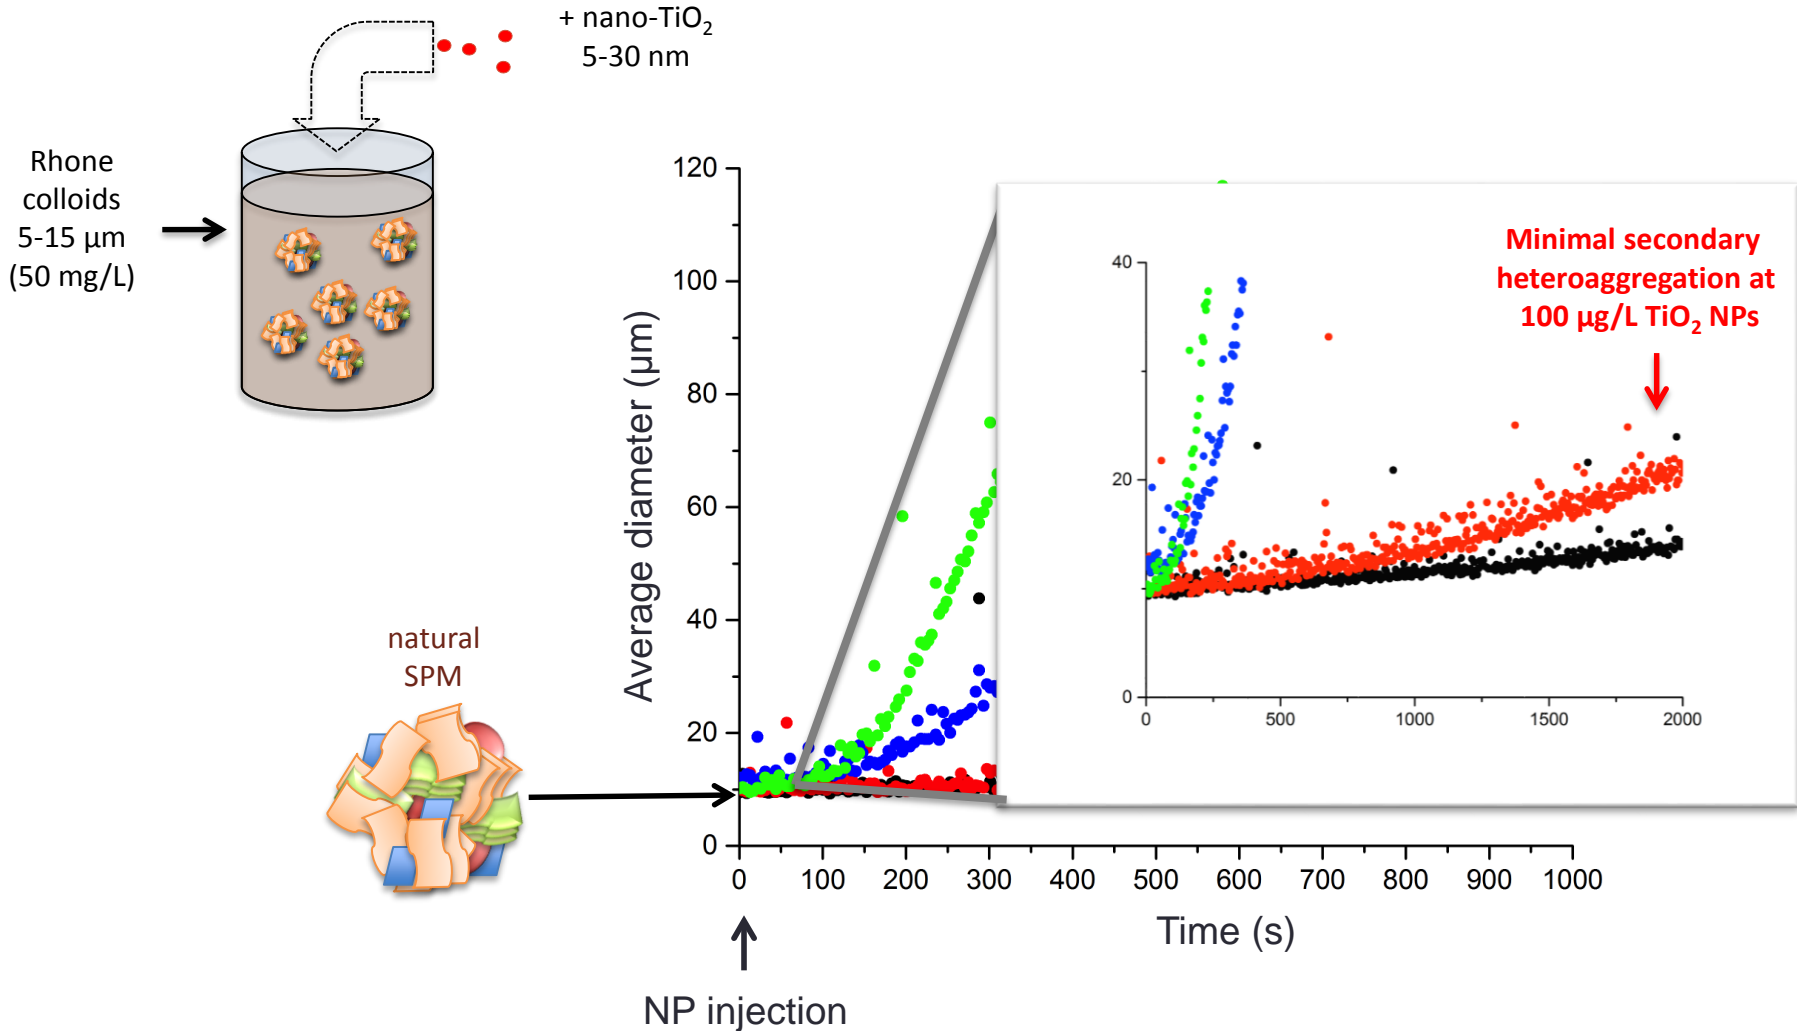 + nano-TiO₂
5-30 nm
Rhone
colloids
5-15 µm
(50 mg/L)
natural
SPM
Average diameter (µm)
120
100
80
60
40
20
0
0 100 200 300 400 500 600 700 800 900 1000
Time (s)
NP injection
Minimal secondary
heteroaggregation at
100 µg/L TiO₂ NPs
40
20
0
0 500 1000 1500 2000